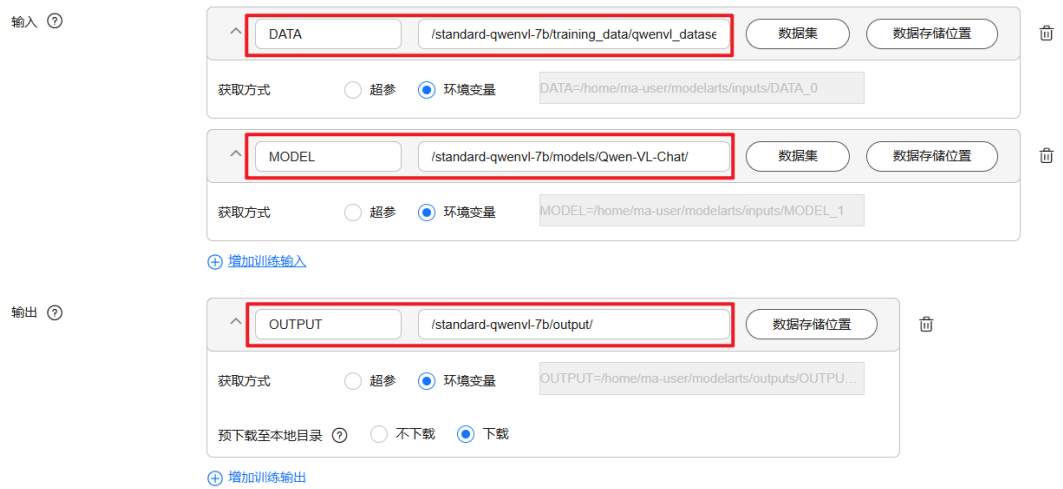 输入
DATA /standard-qwenvl-7b/training_data/qwenvl_datase 数据集 数据存储位置
获取方式 超参 环境变量 DATA=/home/ma-user/modelarts/inputs/DATA_0
MODEL /standard-qwenvl-7b/models/Qwen-VL-Chat/ 数据集 数据存储位置
获取方式 超参 环境变量 MODEL=/home/ma-user/modelarts/inputs/MODEL_1
增加训练输入
输出
OUTPUT /standard-qwenvl-7b/output/ 数据存储位置
获取方式 超参 环境变量 OUTPUT=/home/ma-user/modelarts/outputs/OUTPU...
预下载至本地目录 不下载 下载
增加训练输出